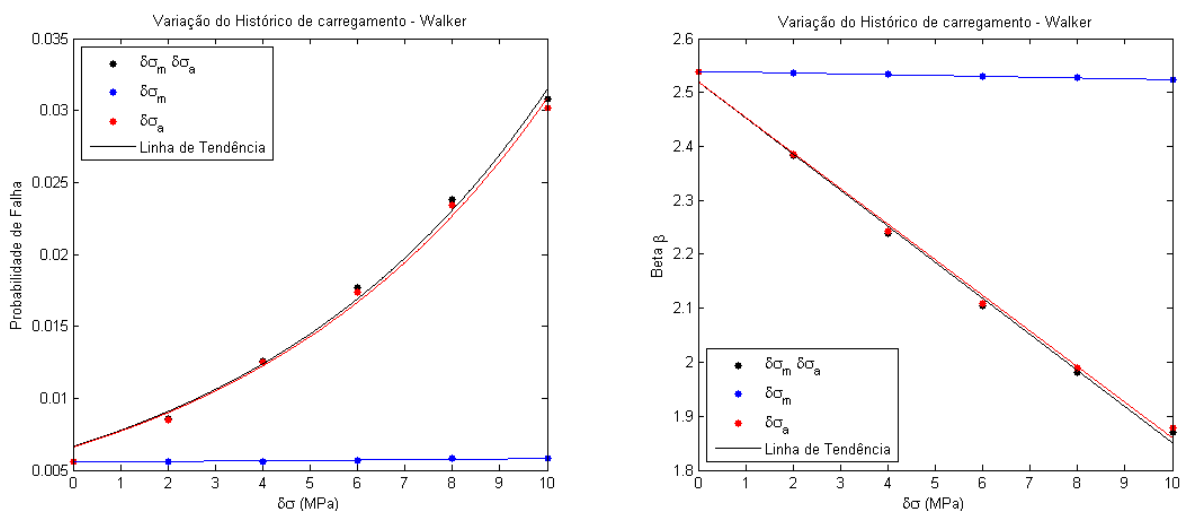 Variação do Histórico de carregamento - Walker
0.035
0.03
0.025
0.02
0.015
0.01
0.005
Probabilidade de Falha
δσm δσa
δσm
δσa
Linha de Tendência
0 1 2 3 4 5 6 7 8 9 10
δσ (MPa)
Variação do Histórico de carregamento - Walker
2.6
2.5
2.4
2.3
2.2
2.1
2
1.9
1.8
Beta β
δσm δσa
δσm
δσa
Linha de Tendência
0 1 2 3 4 5 6 7 8 9 10
δσ (MPa)